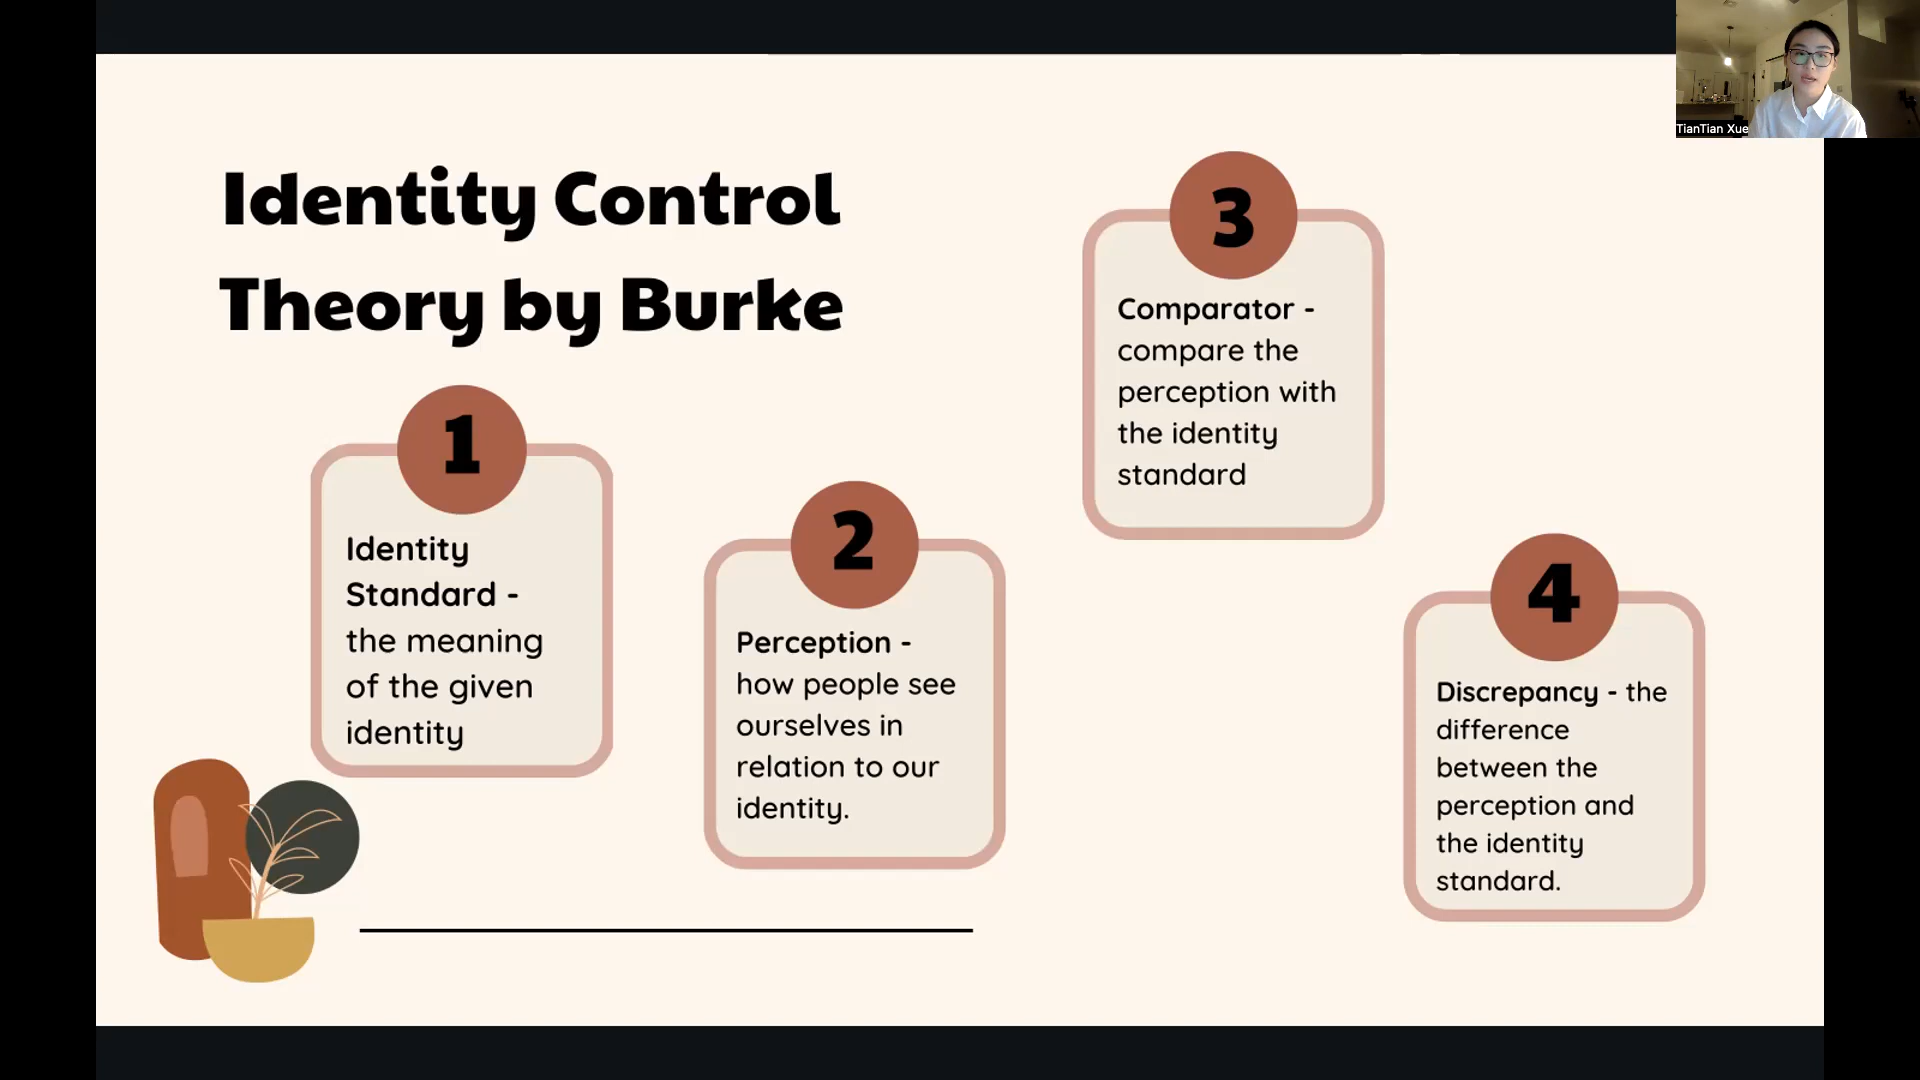 Identity Control
Theory by Burke
1
Identity
Standard -
the meaning
of the given
identity
2
Perception -
how people see
ourselves in
relation to our
identity.
3
Comparator -
compare the
perception with
the identity
standard
4
Discrepancy - the
difference
between the
perception and
the identity
standard.
TianTian Xue